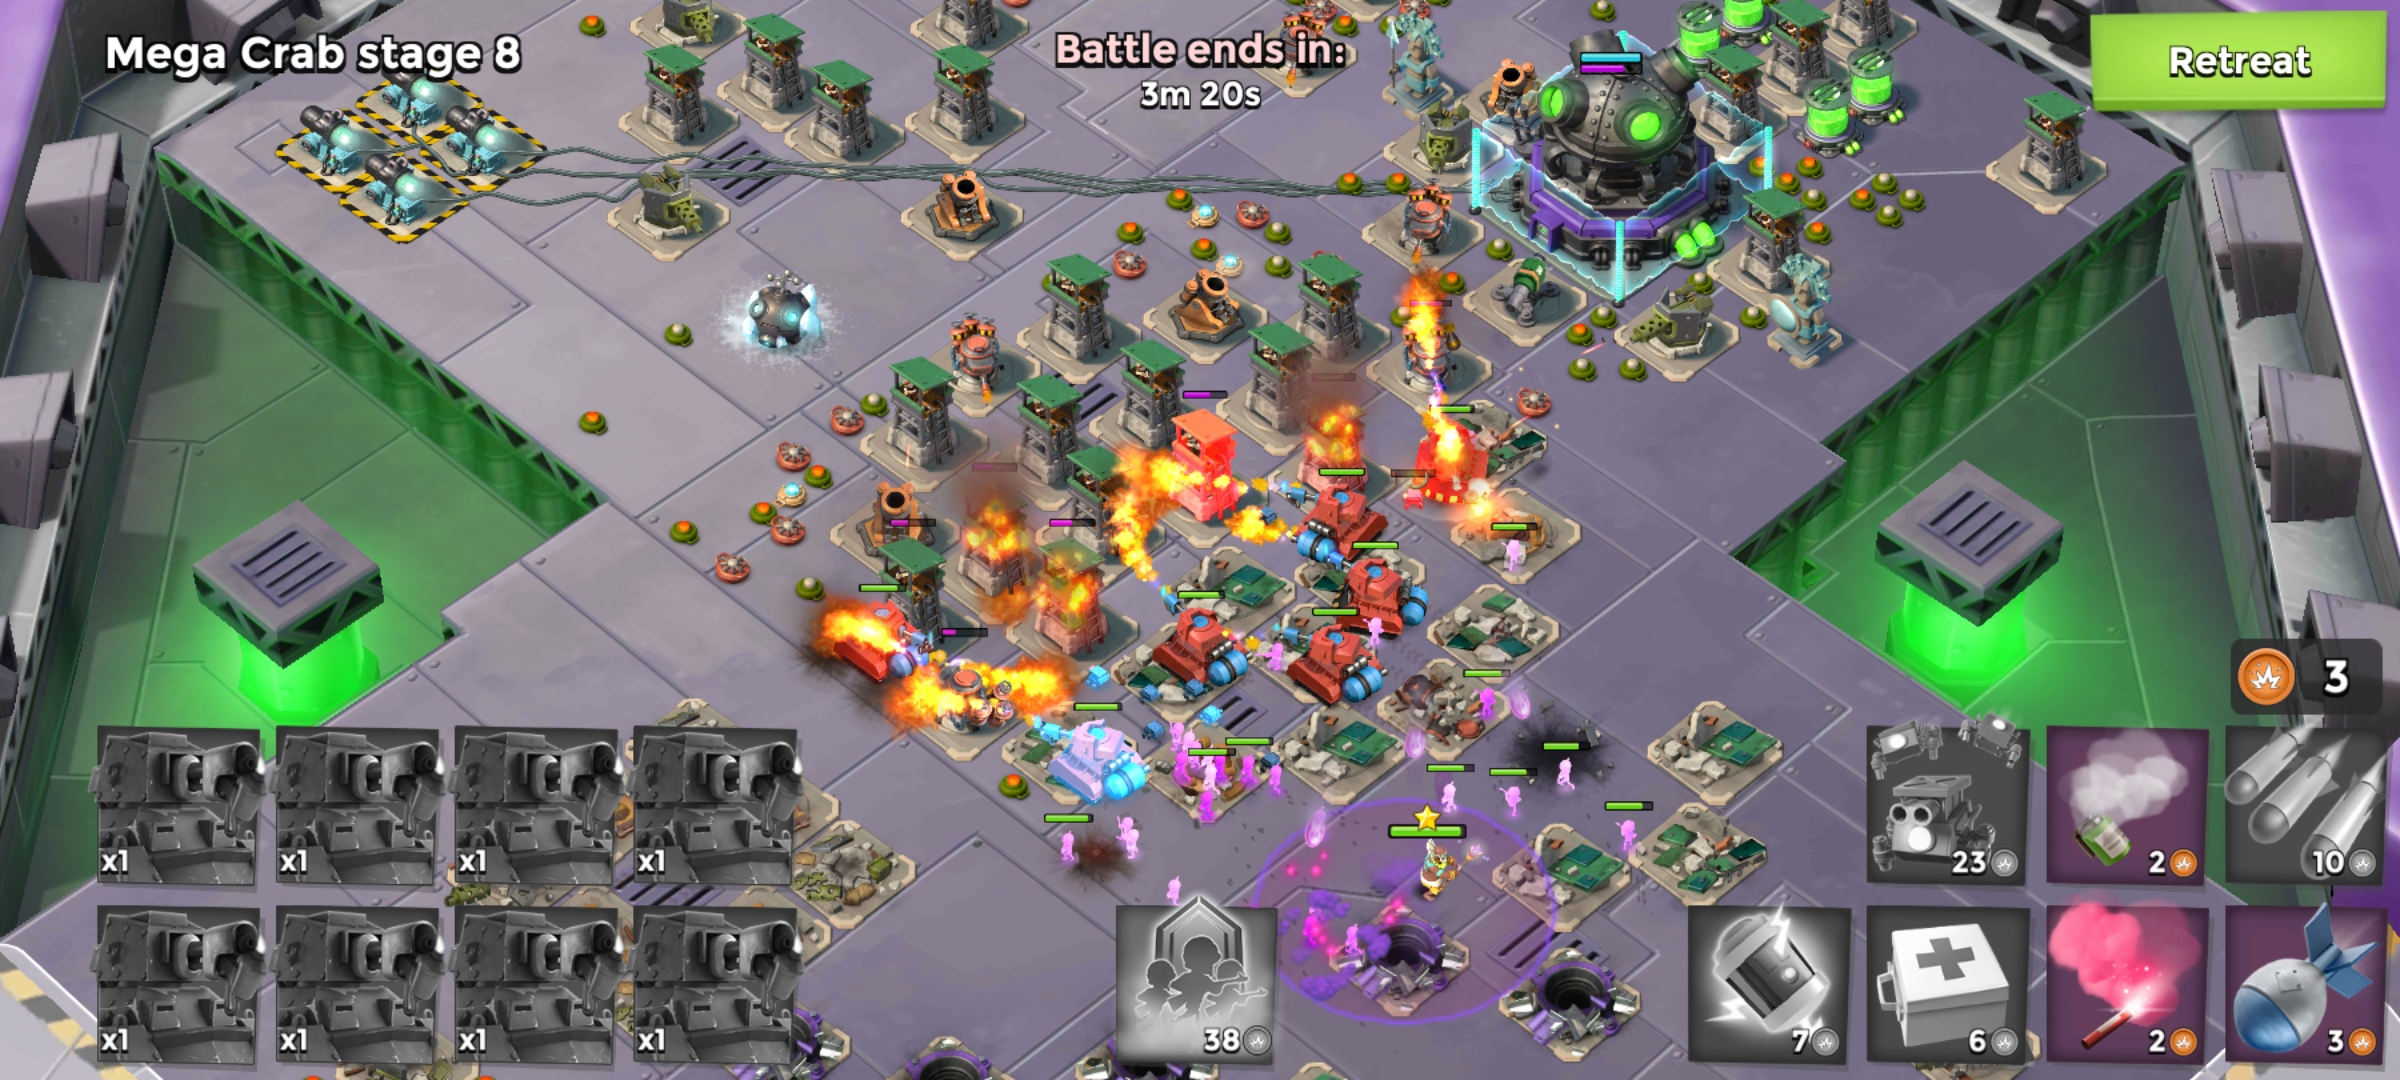 Mega Crab stage 8
Battle ends in:
3m 20s
Retreat
3
x1
x1
x1
x1
23
2
10
x1
x1
x1
x1
38
7
6
2
3